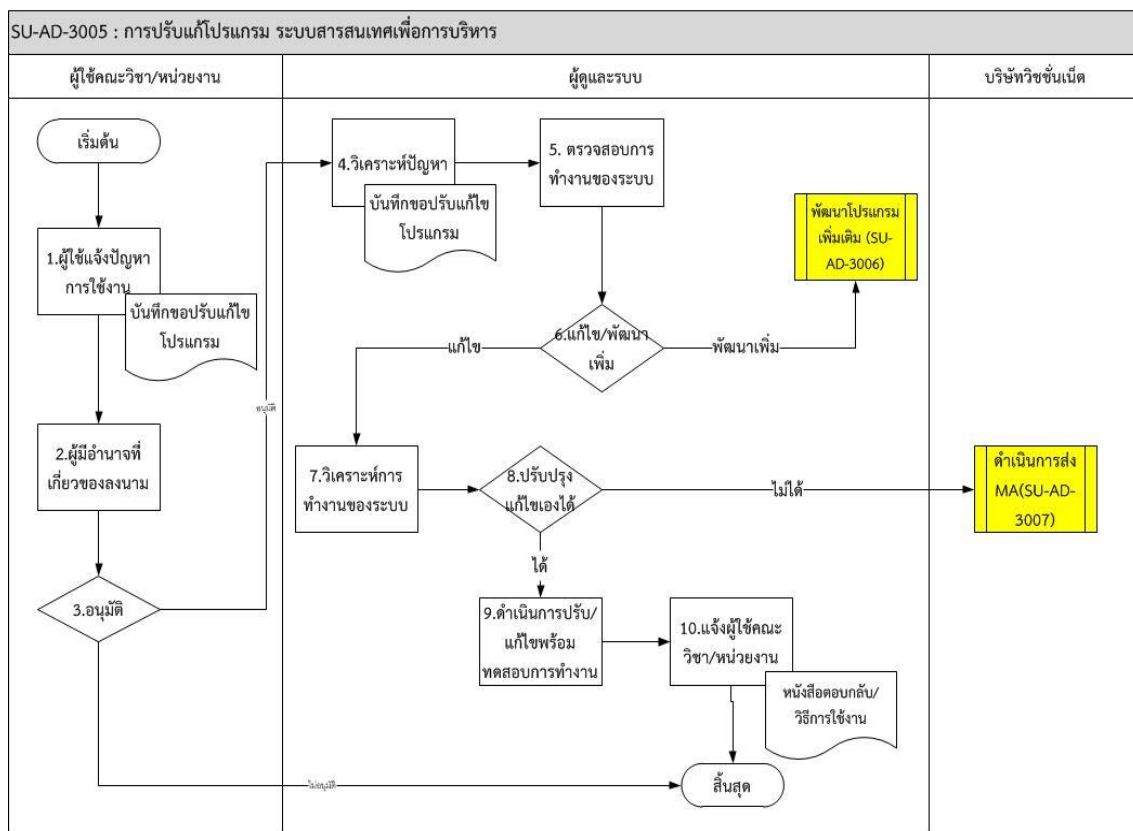 SU-AD-3005 : การปรับแก้โปรแกรม ระบบสารสนเทศเพื่อการบริหาร
ผู้ใช้คณะวิชา/หน่วยงาน
ผู้ดูและรบบ
บริษัทวิชชั่นเน็ต
เริ่มต้น
1.ผู้ใช้แจ้งปัญหา
การใช้งาน
บันทึกขอปรับแก้ไข
โปรแกรม
2.ผู้มีอำนาจที่
เกี่ยวของลงนาม
3.อนุมัติ
อนุมัติ
ไม่อนุมัติ
4.วิเคราะห์ปัญหา
บันทึกขอปรับแก้ไข
โปรแกรม
5. ตรวจสอบการ
ทำงานของระบบ
6.แก้ไข/พัฒนา
เพิ่ม
แก้ไข
พัฒนาเพิ่ม
พัฒนาโปรแกรม
เพิ่มเติม (SU-
AD-3006)
7.วิเคราะห์การ
ทำงานของระบบ
8.ปรับปรุง
แก้ไขเองได้
ไม่ได้
ดำเนินการส่ง
MA(SU-AD-
3007)
ได้
9.ดำเนินการปรับ/
แก้ไขพร้อม
ทดสอบการทำงาน
10.แจ้งผู้ใช้คณะ
วิชา/หน่วยงาน
หนังสือตอบกลับ/
วิธีการใช้งาน
สิ้นสุด